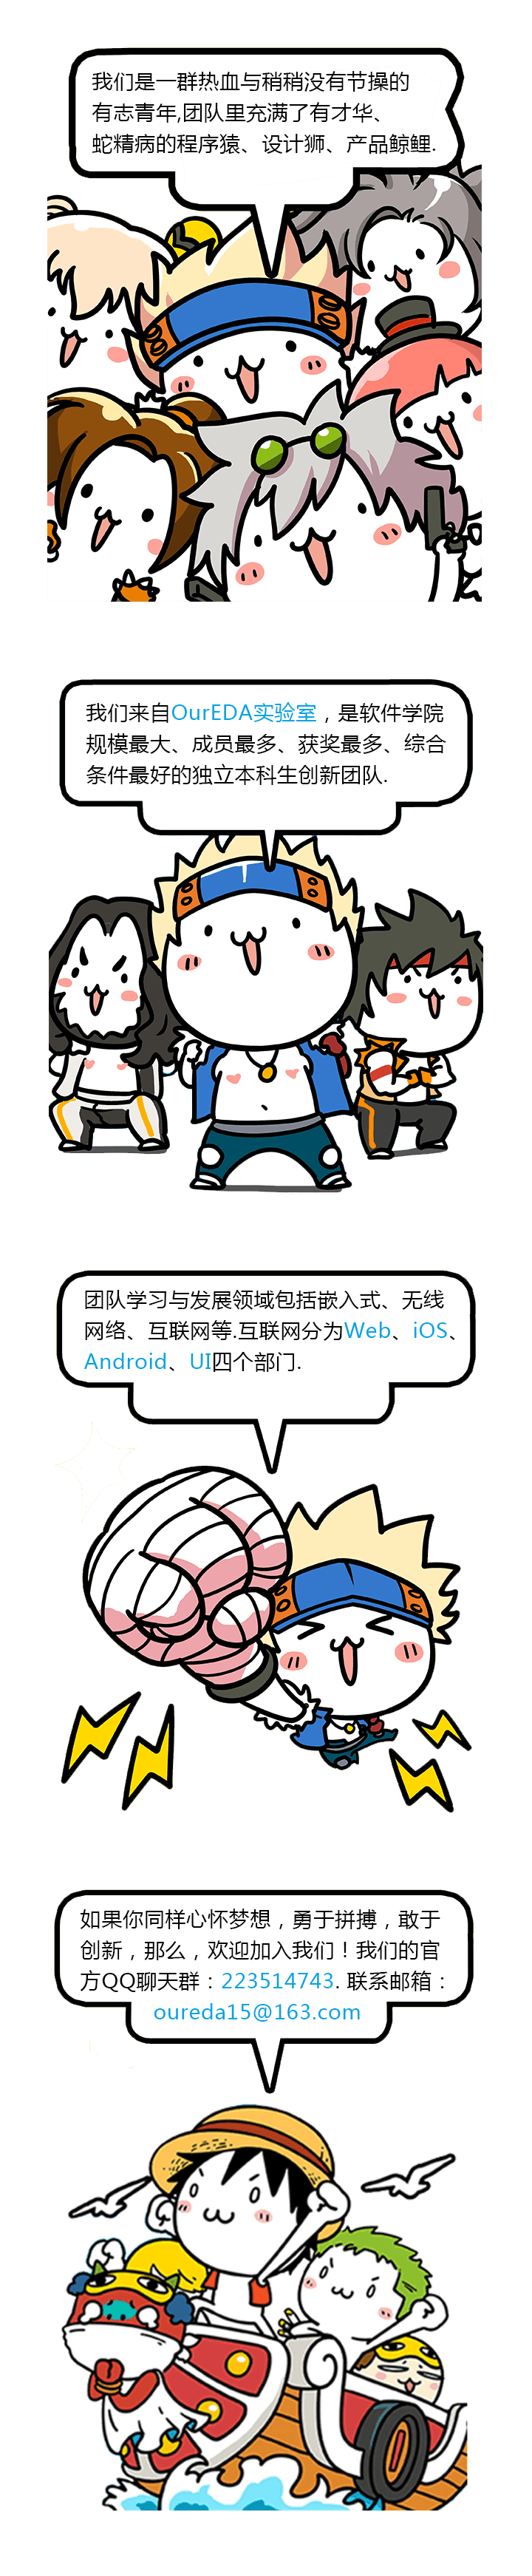 我们是一群热血与稍稍没有节操的
有志青年,团队里充满了有才华、
蛇精病的程序猿、设计狮、产品鲸鲤.
我们来自OurEDA实验室，是软件学院
规模最大、成员最多、获奖最多、综合
条件最好的独立本科生创新团队.
团队学习与发展领域包括嵌入式、无线
网络、互联网等.互联网分为Web、iOS、
Android、UI四个部门.
如果你同样心怀梦想，勇于拼搏，敢于
创新，那么，欢迎加入我们！我们的官
方QQ聊天群：223514743. 联系邮箱：
oureda15@163.com